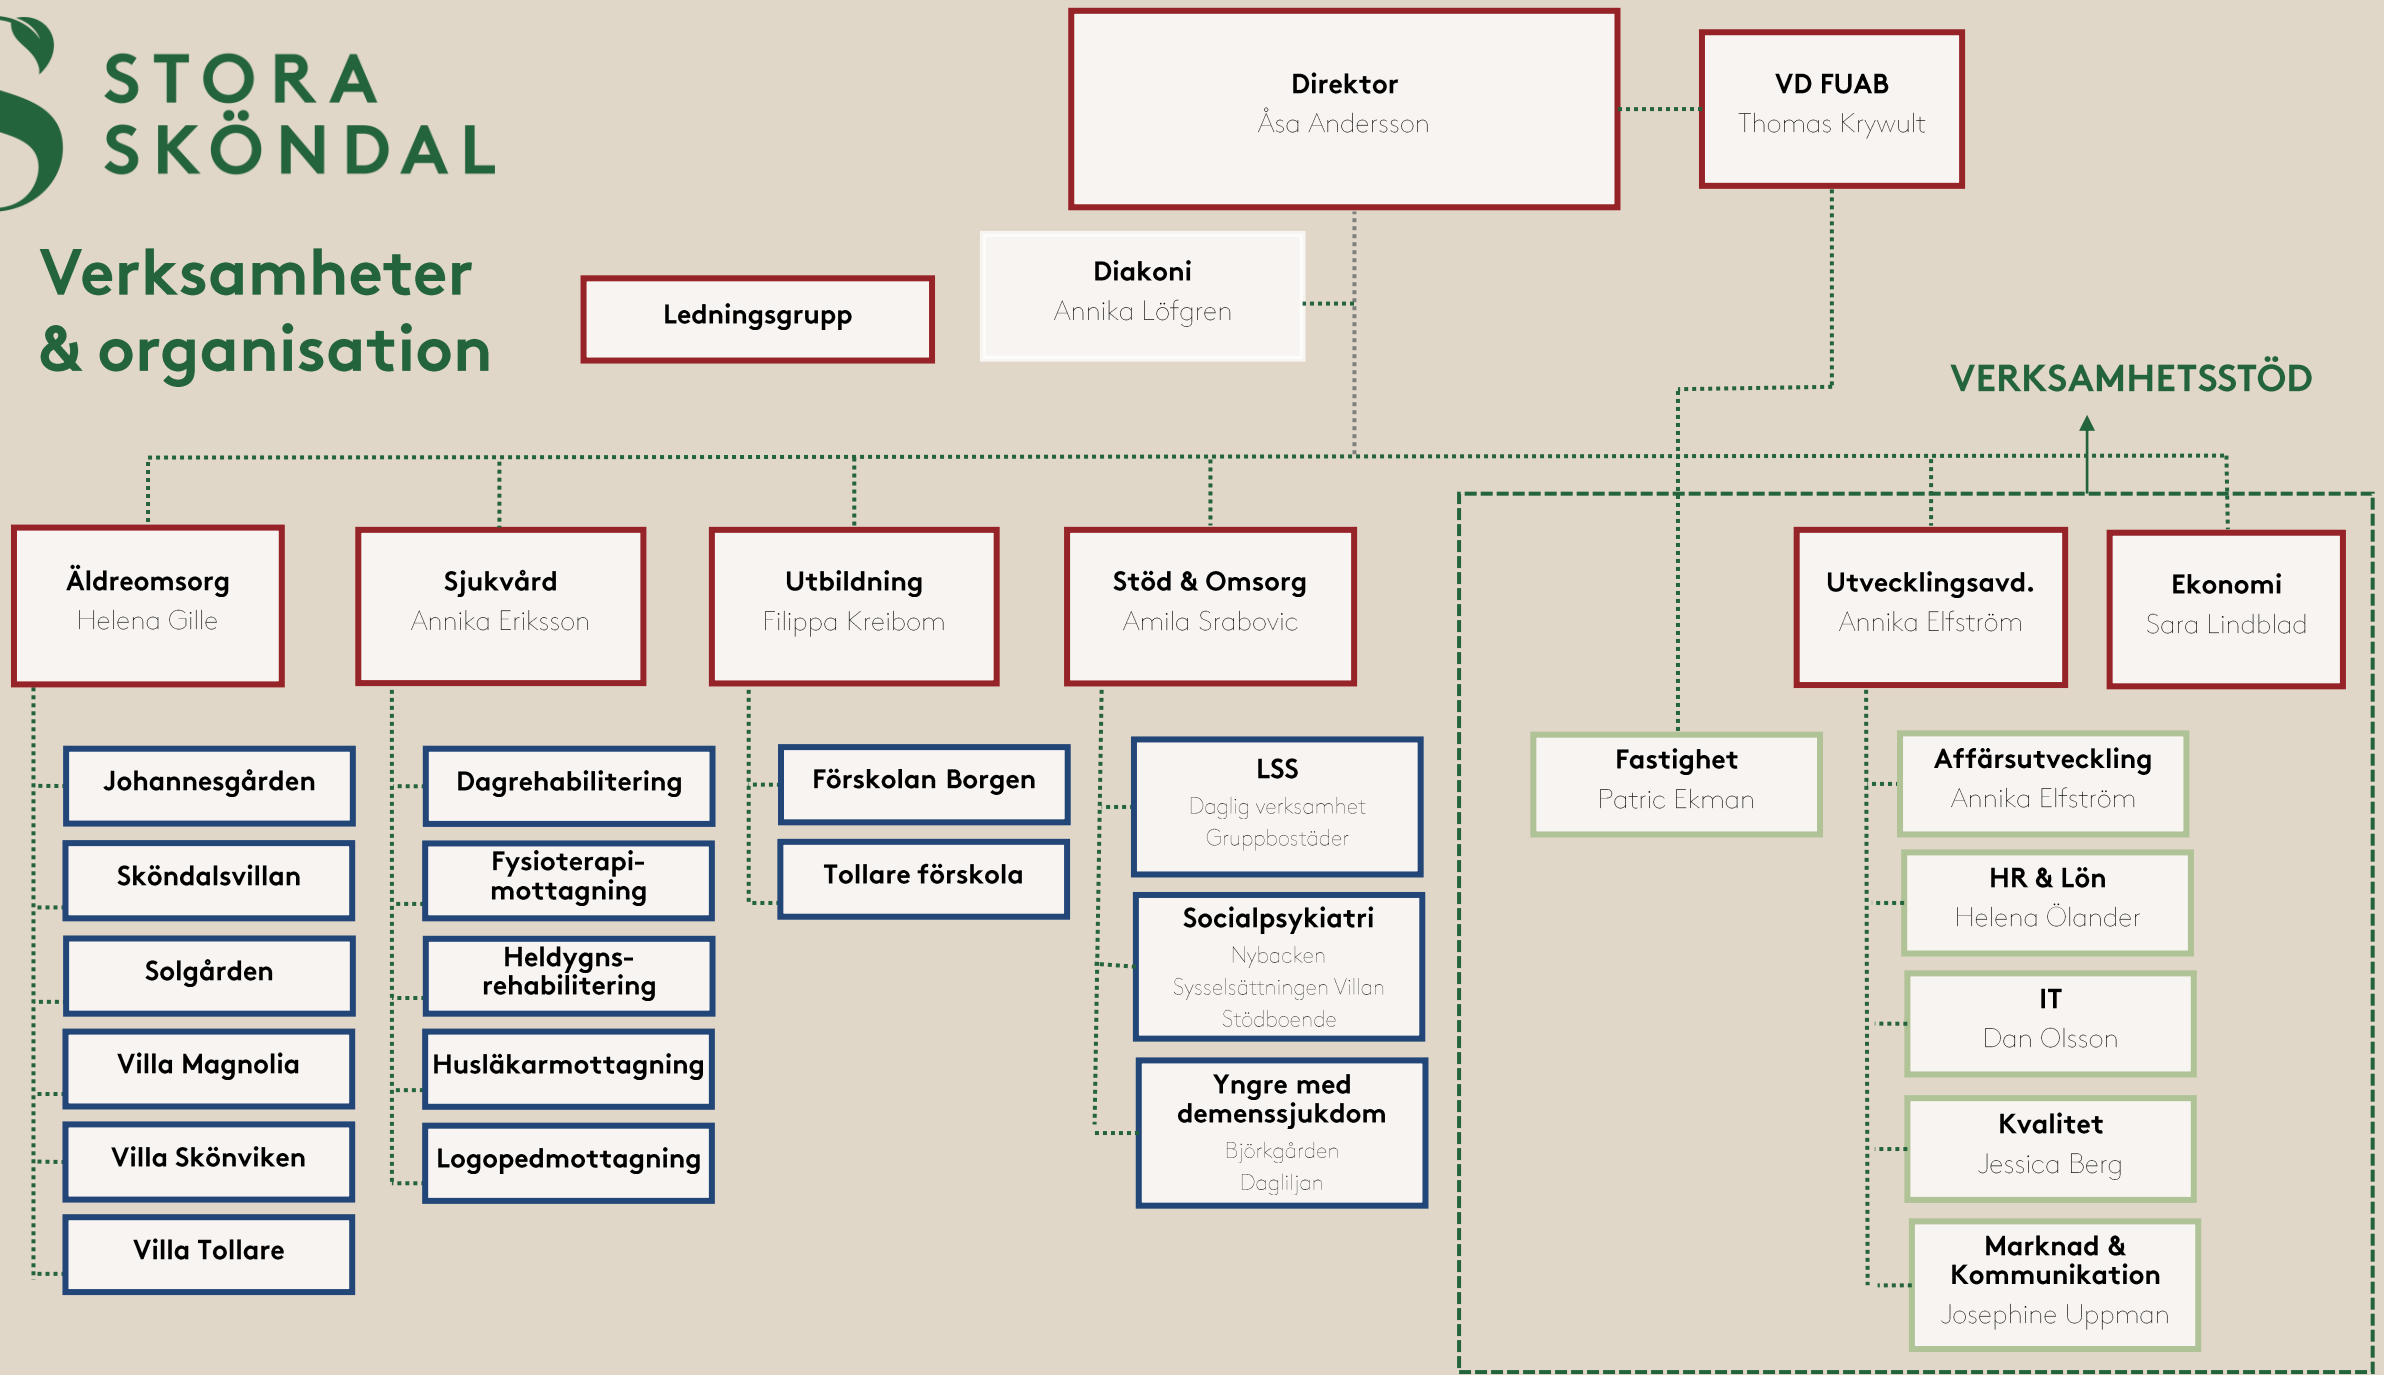 STORA
SKÖNDAL
Verksamheter
& organisation
Direktor
Åsa Andersson
VD FUAB
Thomas Krywult
Diakoni
Annika Löfgren
Ledningsgrupp
VERKSAMHETSSTÖD
Äldreomsorg
Helena Gille
Sjukvård
Annika Eriksson
Utbildning
Filippa Kreibom
Stöd & Omsorg
Amila Srabovic
Utvecklingsavd.
Annika Elfström
Ekonomi
Sara Lindblad
Johannesgården
Sköndalsvillan
Solgården
Villa Magnolia
Villa Skönviken
Villa Tollare
Dagrehabilitering
Fysioterapi-
mottagning
Heldygns-
rehabilitering
Husläkarmottagning
Logopedmottagning
Förskolan Borgen
Tollare förskola
LSS
Daglig verksamhet
Gruppbostäder
Socialpsykiatri
Nybacken
Sysselsättningen Villan
Stödboende
Yngre med
demenssjukdom
Björkgården
Dagliljan
Fastighet
Patric Ekman
Affärsutveckling
Annika Elfström
HR & Lön
Helena Ölander
IT
Dan Olsson
Kvalitet
Jessica Berg
Marknad &
Kommunikation
Josephine Uppman